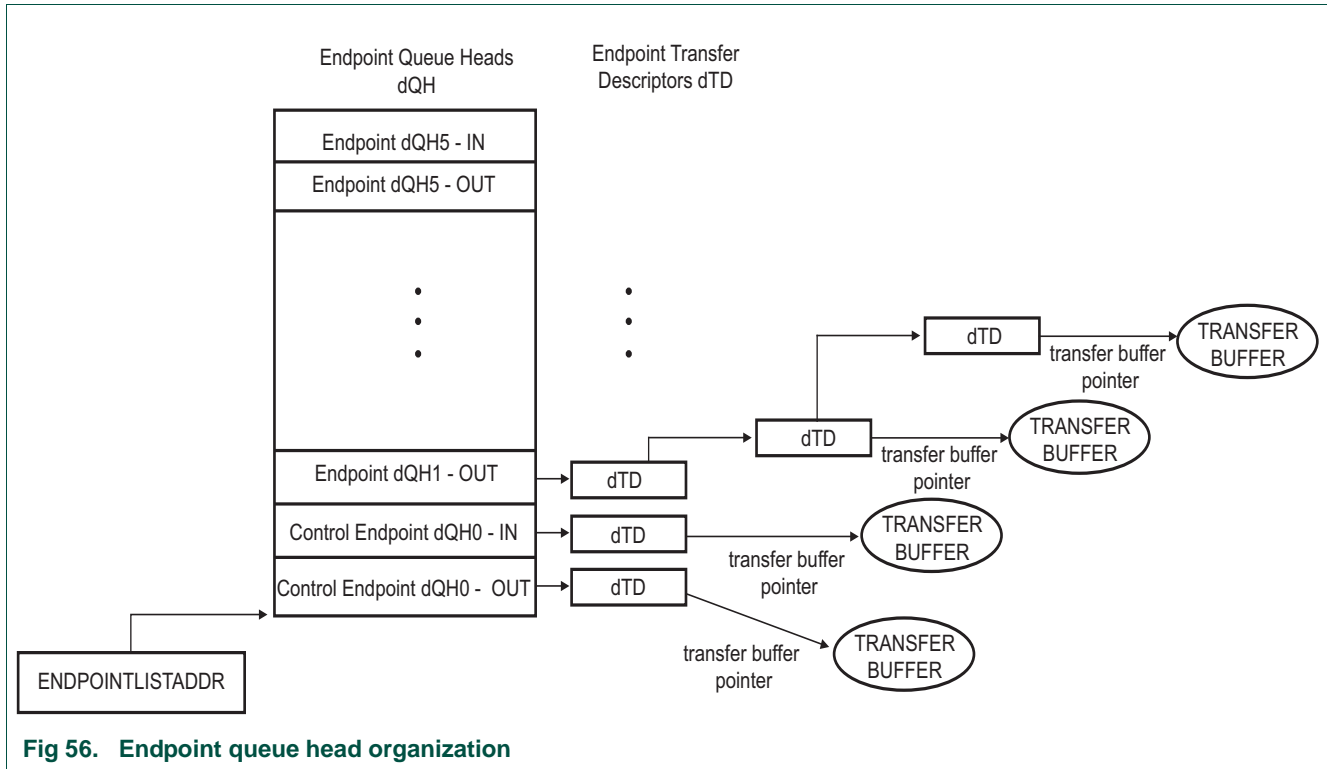 Endpoint Queue Heads
dQH
Endpoint Transfer
Descriptors dTD
Endpoint dQH5 - IN
Endpoint dQH5 - OUT
dTD
transfer buffer
pointer
TRANSFER
BUFFER
dTD
transfer buffer
pointer
TRANSFER
BUFFER
Endpoint dQH1 - OUT
dTD
Control Endpoint dQH0 - IN
dTD
transfer buffer
pointer
TRANSFER
BUFFER
Control Endpoint dQH0 - OUT
dTD
transfer buffer
pointer
TRANSFER
BUFFER
ENDPOINTLISTADDR
Fig 56. Endpoint queue head organization